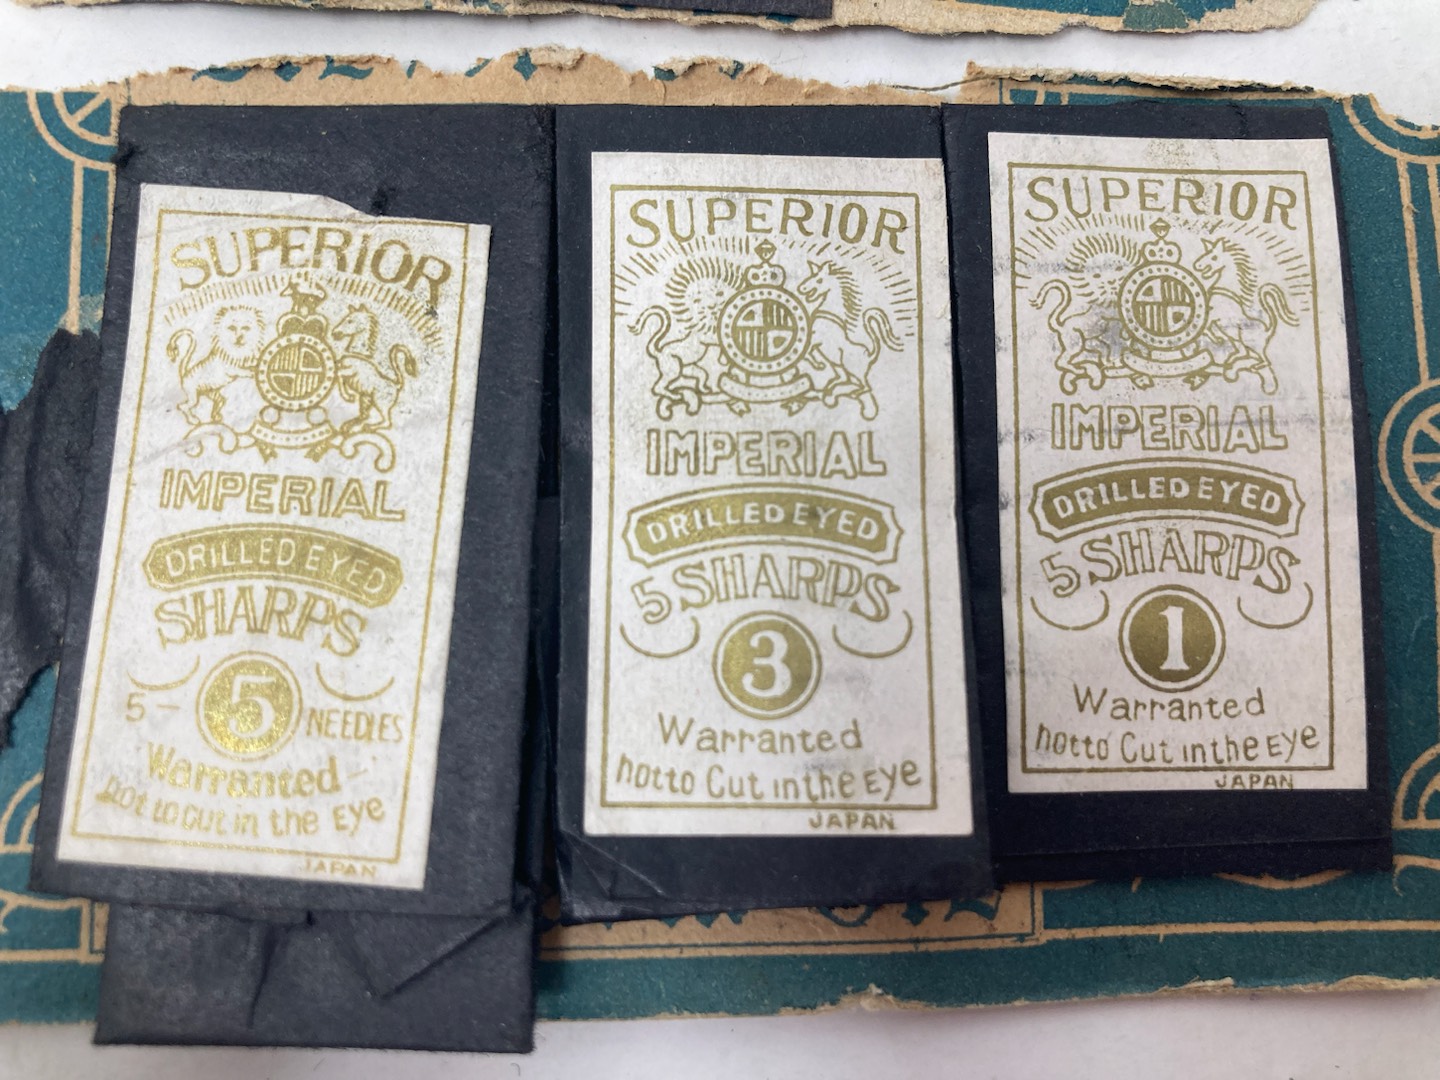 SUPERIOR
IMPERIAL
DRILLED EYED
SHARPS
5 – 5 NEEDLES
Warranted
not to Cut in the Eye
JAPAN
SUPERIOR
IMPERIAL
DRILLED EYED
5 SHARPS
3
Warranted
not to Cut in the Eye
JAPAN
SUPERIOR
IMPERIAL
DRILLED EYED
5 SHARPS
1
Warranted
not to Cut in the Eye
JAPAN